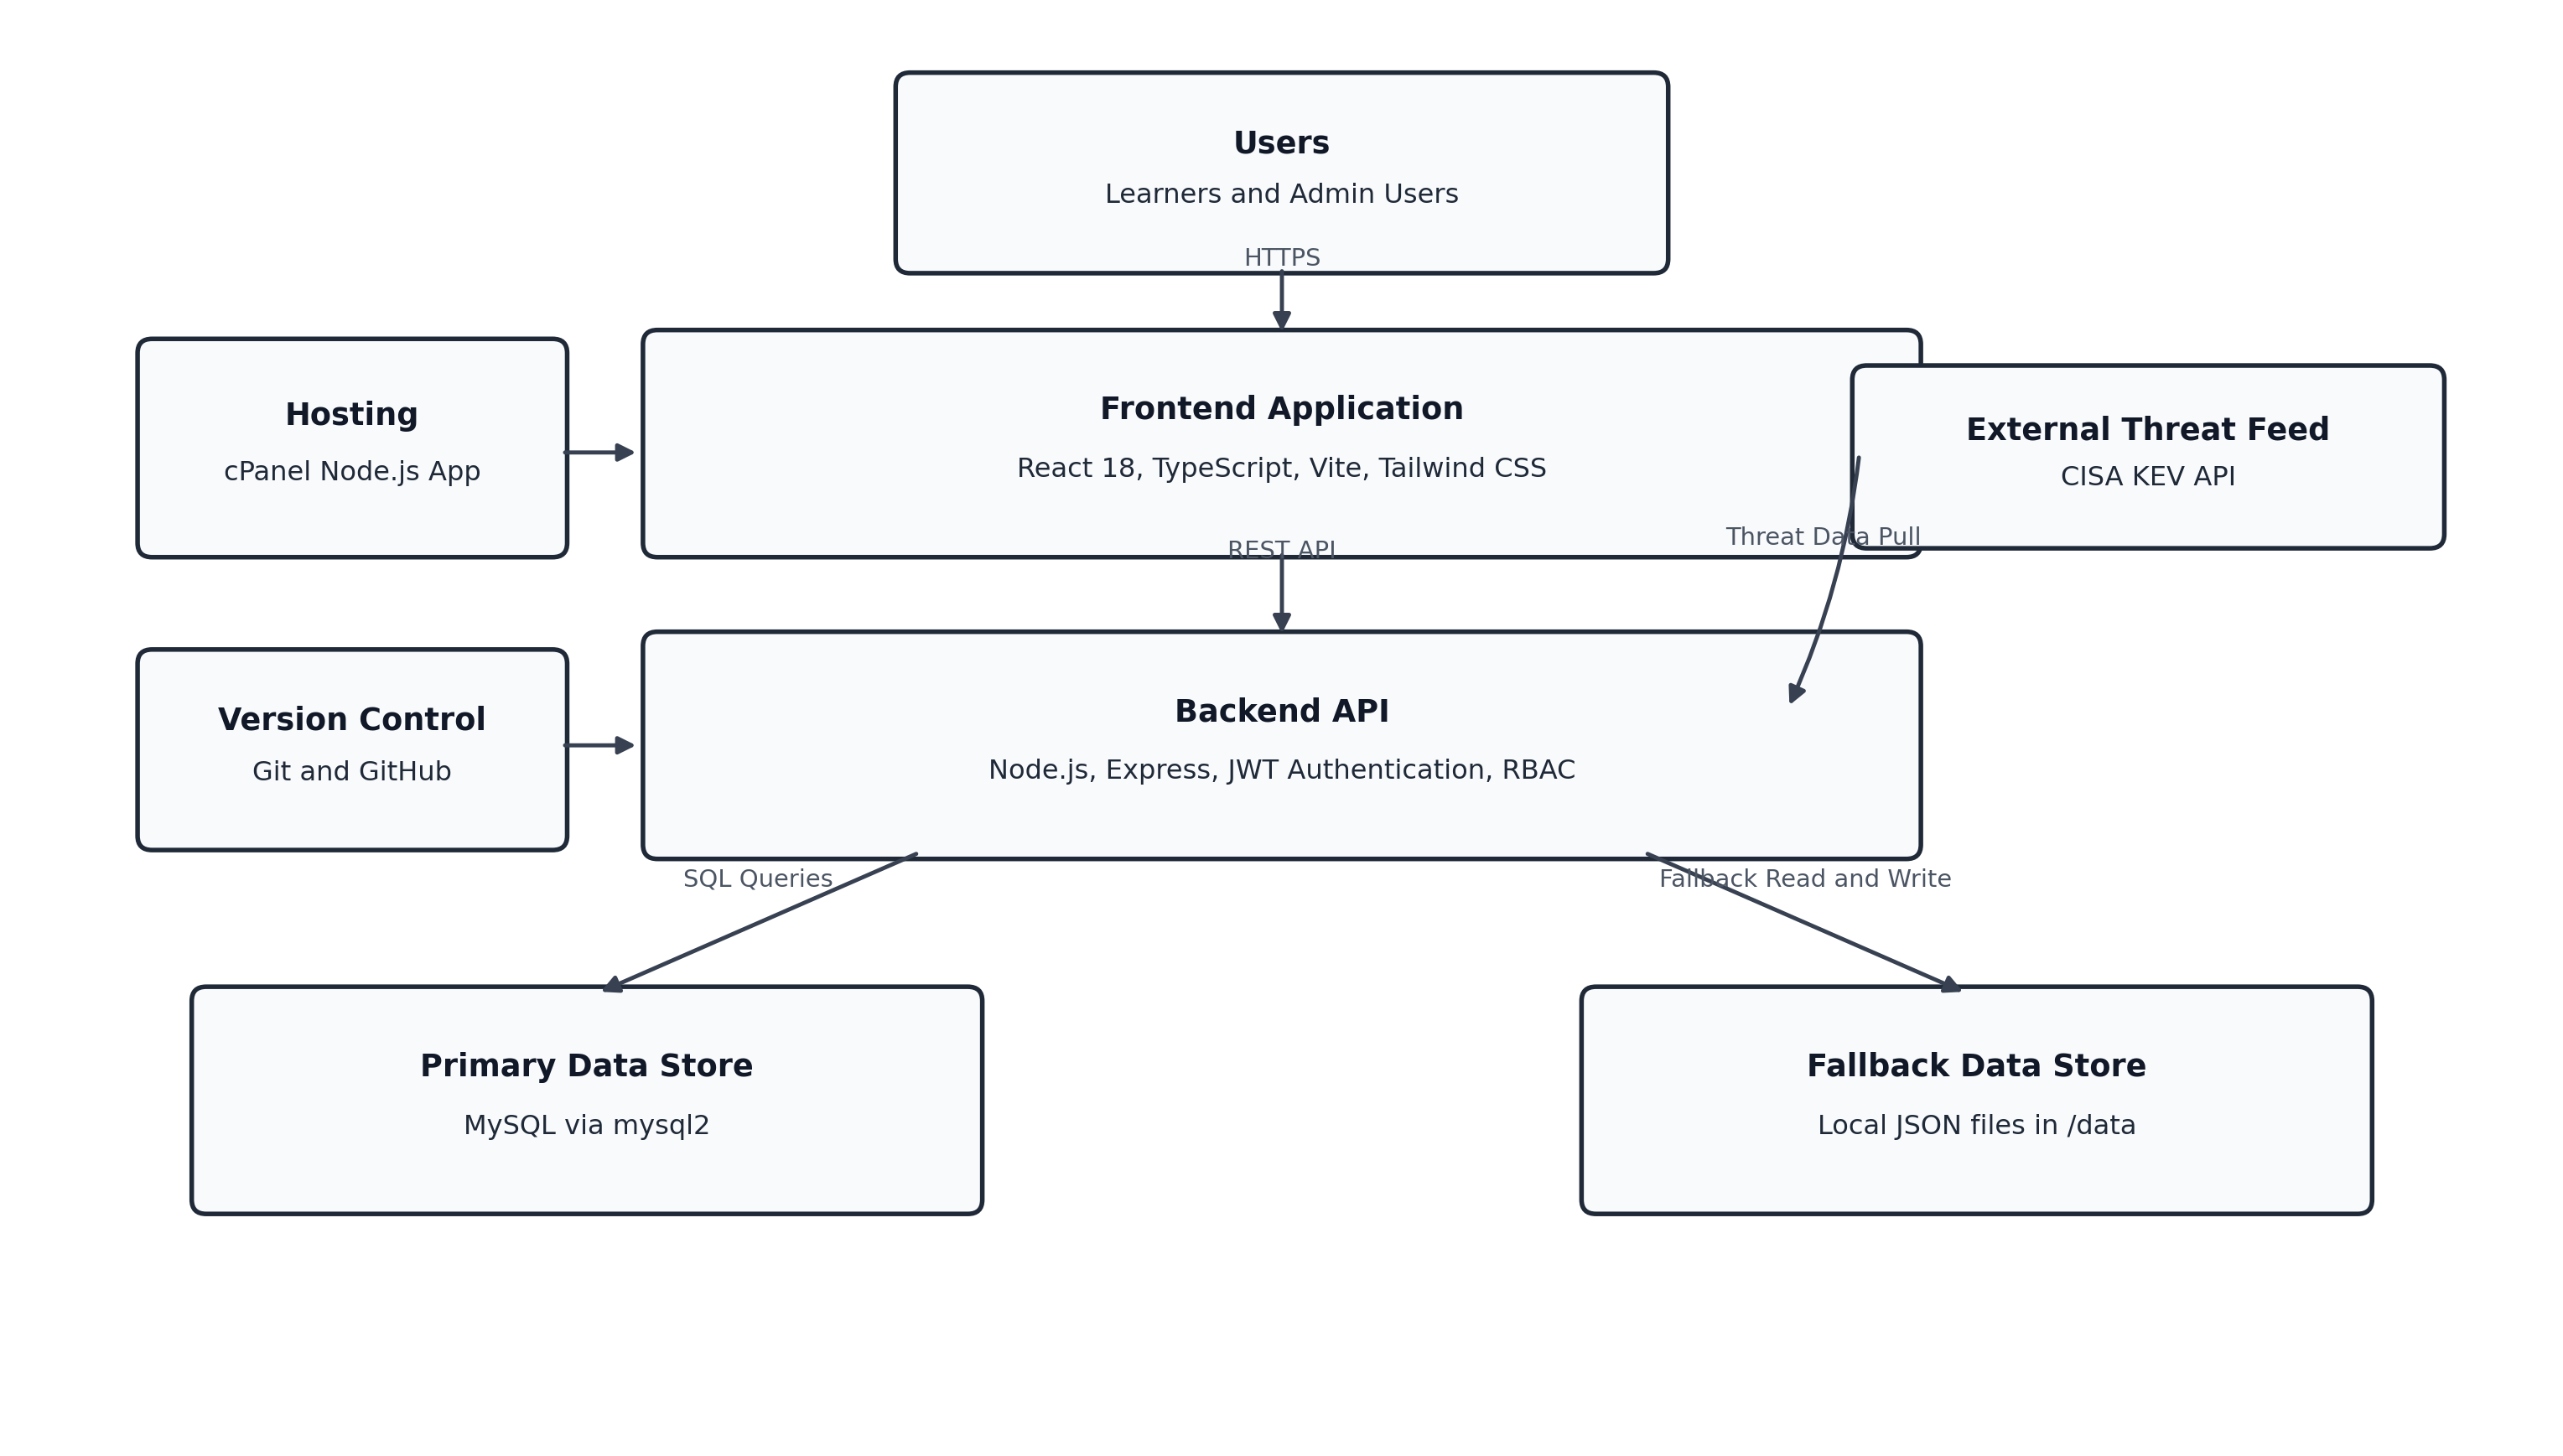 Users
Learners and Admin Users
HTTPS
Hosting
cPanel Node.js App
Frontend Application
React 18, TypeScript, Vite, Tailwind CSS
REST API
External Threat Feed
CISA KEV API
Threat Data Pull
Version Control
Git and GitHub
Backend API
Node.js, Express, JWT Authentication, RBAC
SQL Queries
Fallback Read and Write
Primary Data Store
MySQL via mysql2
Fallback Data Store
Local JSON files in /data